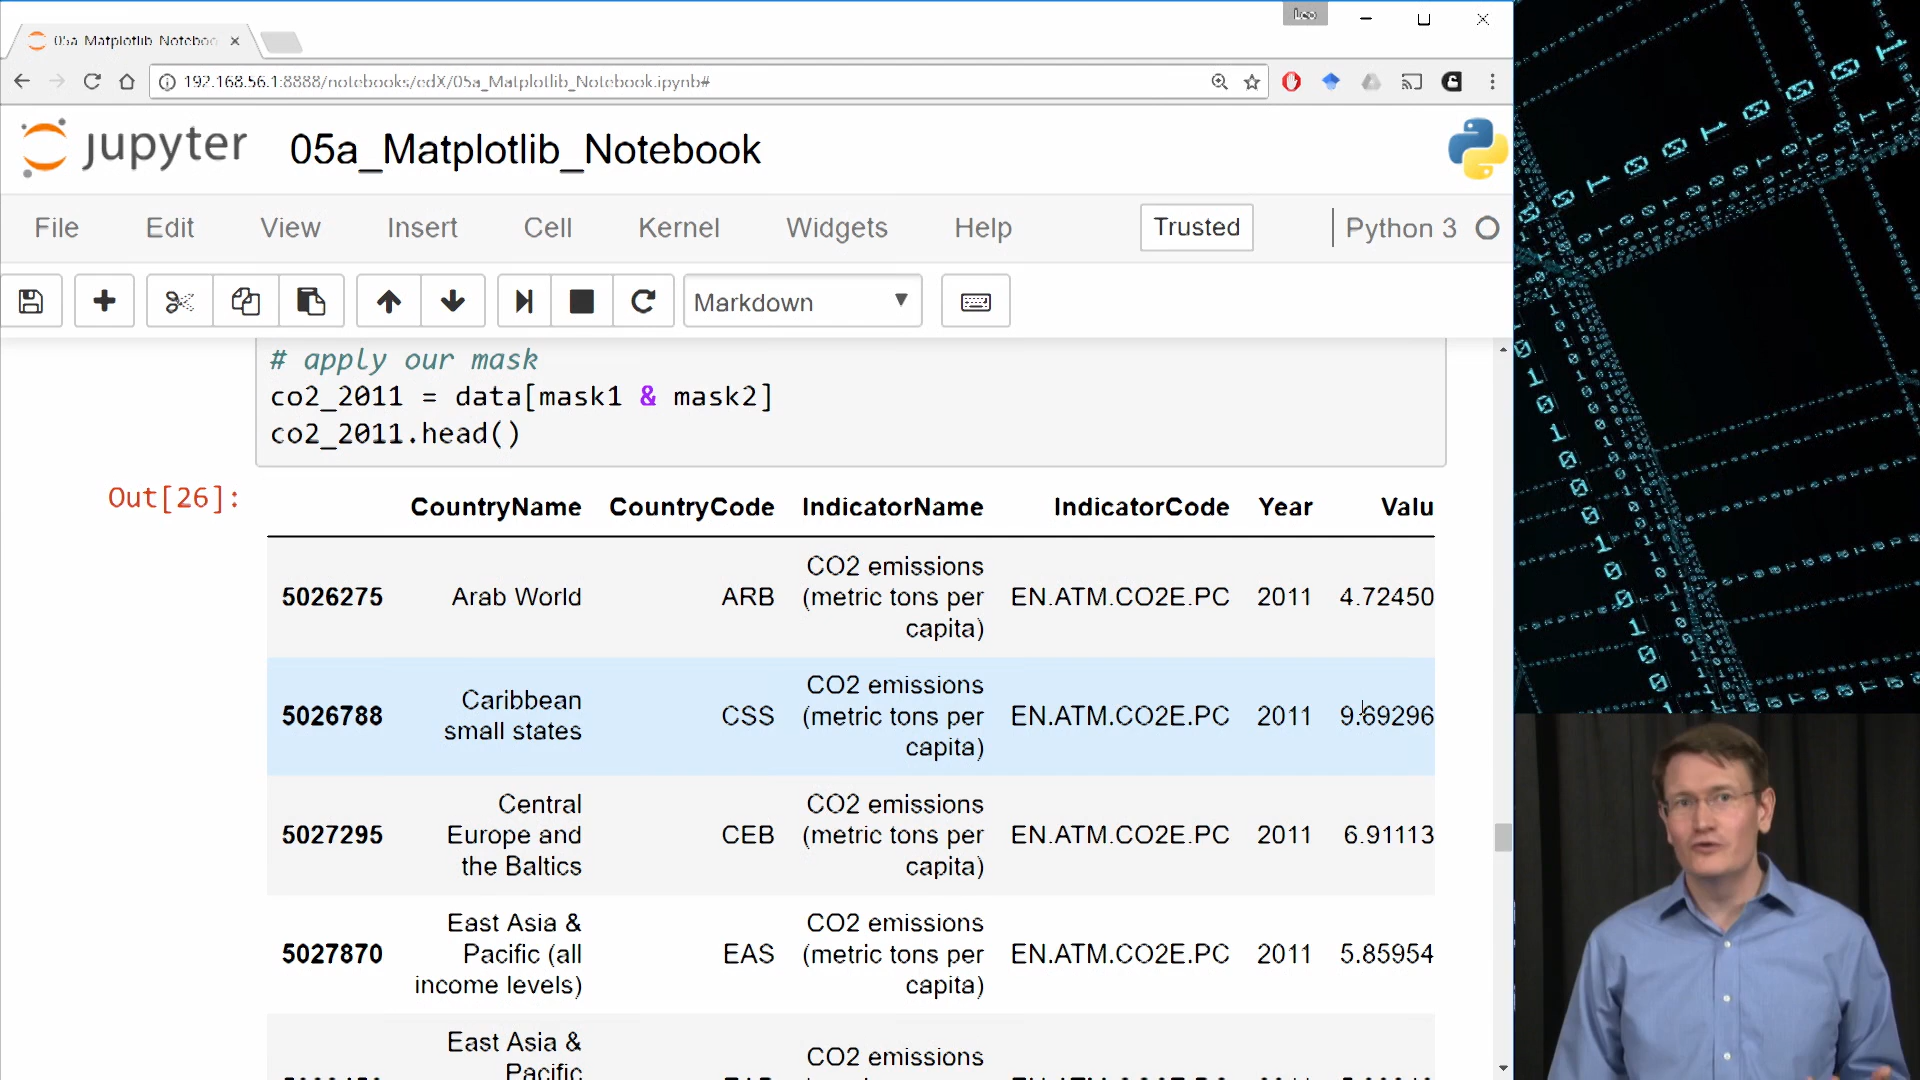 Leo
05a Matplotlib Noteboo
192.168.56.1:8888/notebooks/edX/05a_Matplotlib_Notebook.ipynb#
jupyter 05a_Matplotlib_Notebook
File Edit View Insert Cell Kernel Widgets Help Trusted Python 3
Markdown
# apply our mask
co2_2011 = data[mask1 & mask2]
co2_2011.head()
Out[26]:
CountryName CountryCode IndicatorName IndicatorCode Year Valu
CO2 emissions
5026275 Arab World ARB (metric tons per EN.ATM.CO2E.PC 2011 4.72450
capita)
Caribbean CO2 emissions
5026788 small states CSS (metric tons per EN.ATM.CO2E.PC 2011 9.69296
capita)
Central CO2 emissions
5027295 Europe and CEB (metric tons per EN.ATM.CO2E.PC 2011 6.91113
the Baltics capita)
East Asia & CO2 emissions
5027870 Pacific (all EAS (metric tons per EN.ATM.CO2E.PC 2011 5.85954
income levels) capita)
East Asia & CO2 emissions
Pacific